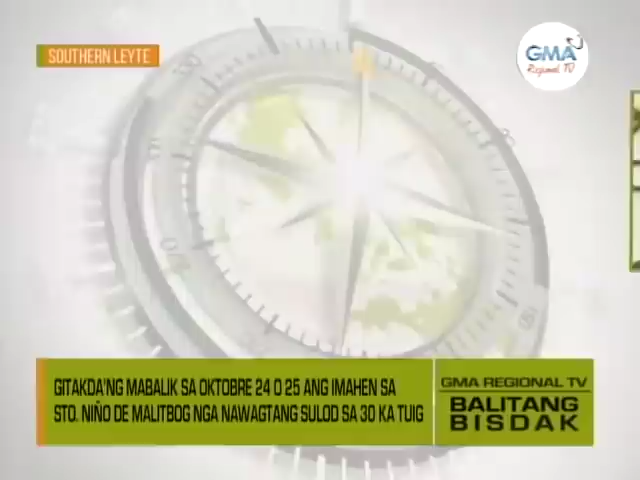 SOUTHERN LEYTE
GMA
Regional TV
GITAKDA'NG MABALIK SA OKTOBRE 24 O 25 ANG IMAHEN SA
STO. NIÑO DE MALITBOG NGA NAWAGTANG SULOD SA 30 KA TUIG
GMA REGIONAL TV
BALITANG
BISDAK